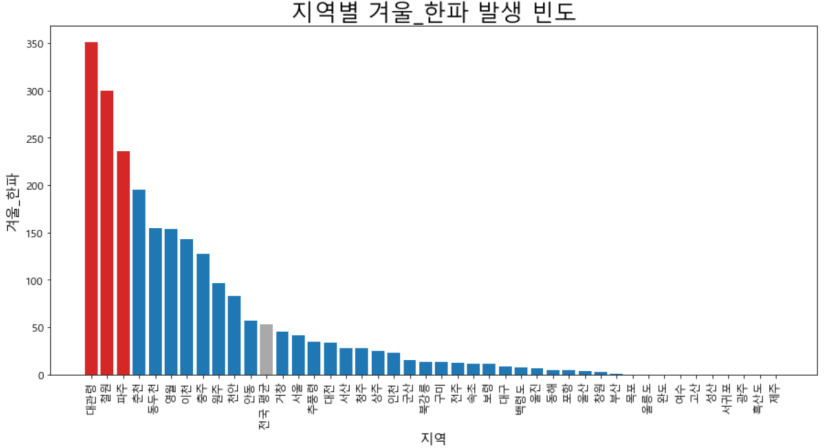 지역별 겨울_한파 발생 빈도
겨울_한파
350
300
250
200
150
100
50
0
대관령
철원
파주
춘천
동두천
영월
이천
충주
원주
천안
안동
전국 평균
거창
서울
추풍령
대전
서산
청주
상주
인천
군산
북강릉
구미
전주
속초
보령
대구
백령도
울진
동해
포항
울산
창원
부산
목포
울릉도
완도
여수
고산
성산
서귀포
광주
흑산도
제주
지역